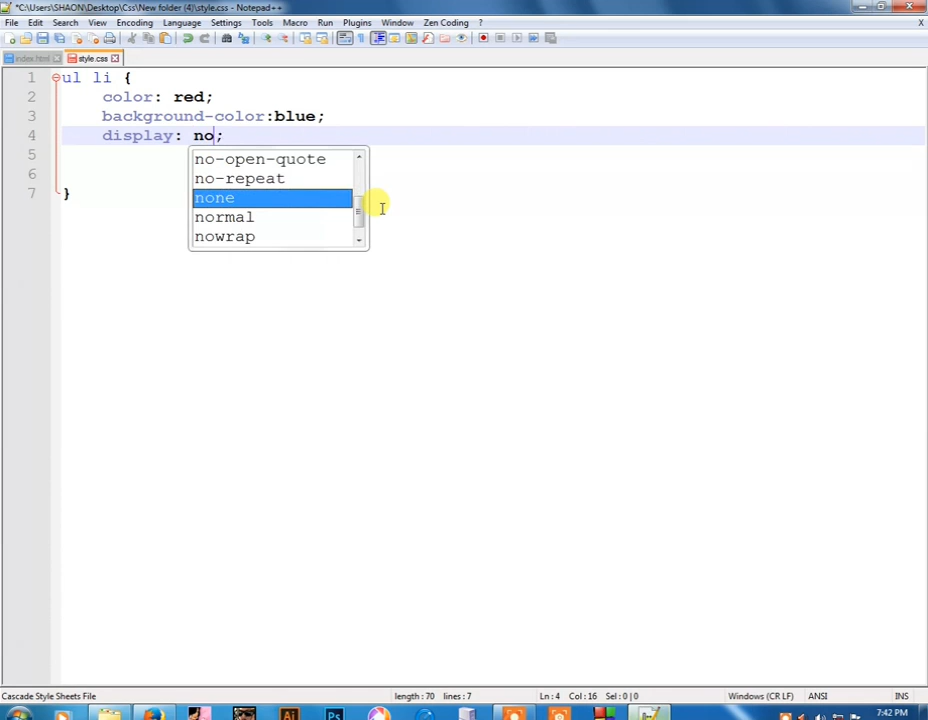 *C:\Users\SHAON\Desktop\Css\New folder (4)\style.css - Notepad++
File Edit Search View Encoding Language Settings Tools Macro Run Plugins Window Zen Coding ? X
index.html style.css
1 ul li {
2 color: red;
3 background-color:blue;
4 display: no;
5
6
7 }
no-open-quote
no-repeat
none
normal
nowrap
Cascade Style Sheets File length : 70 lines : 7 Ln : 4 Col : 16 Sel : 0 | 0 Windows (CR LF) ANSI INS
Ai Ps 7:42 PM